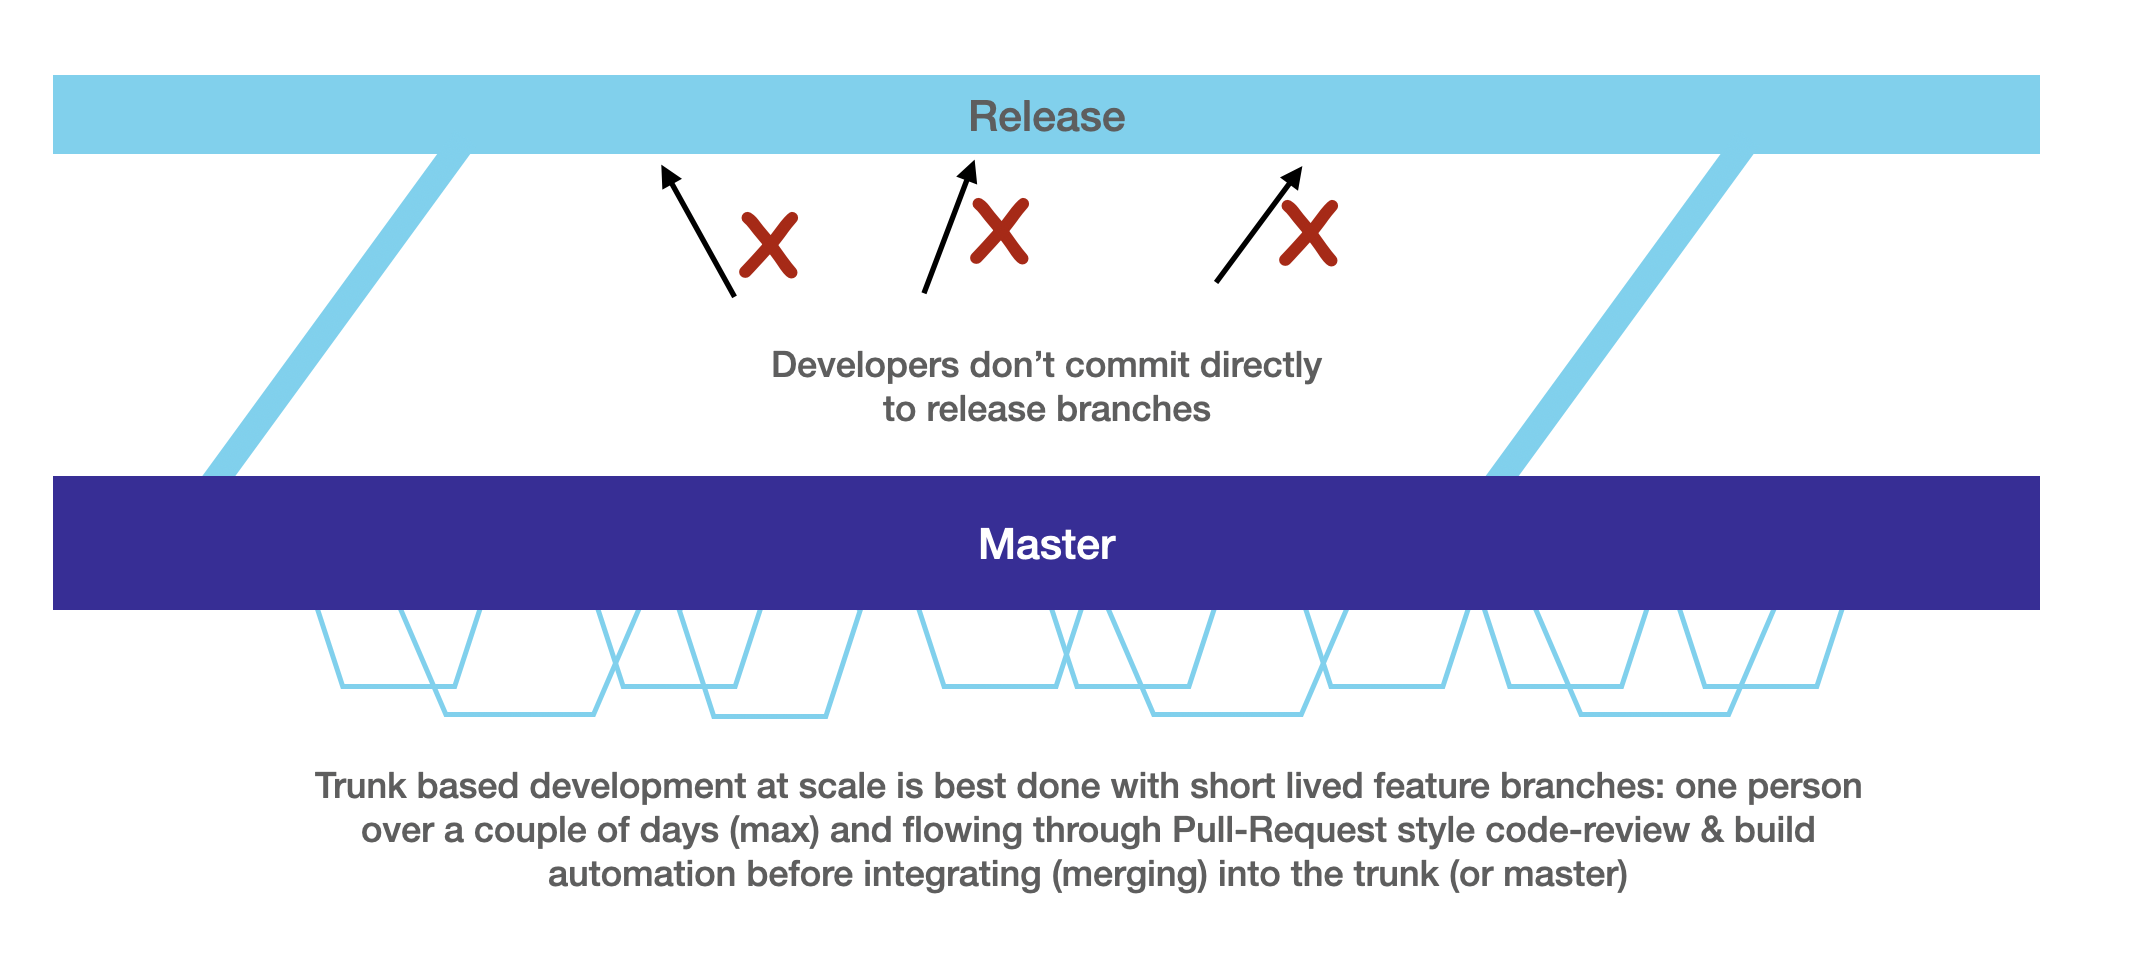 Release
Developers don’t commit directly
to release branches
Master
Trunk based development at scale is best done with short lived feature branches: one person
over a couple of days (max) and flowing through Pull-Request style code-review & build
automation before integrating (merging) into the trunk (or master)